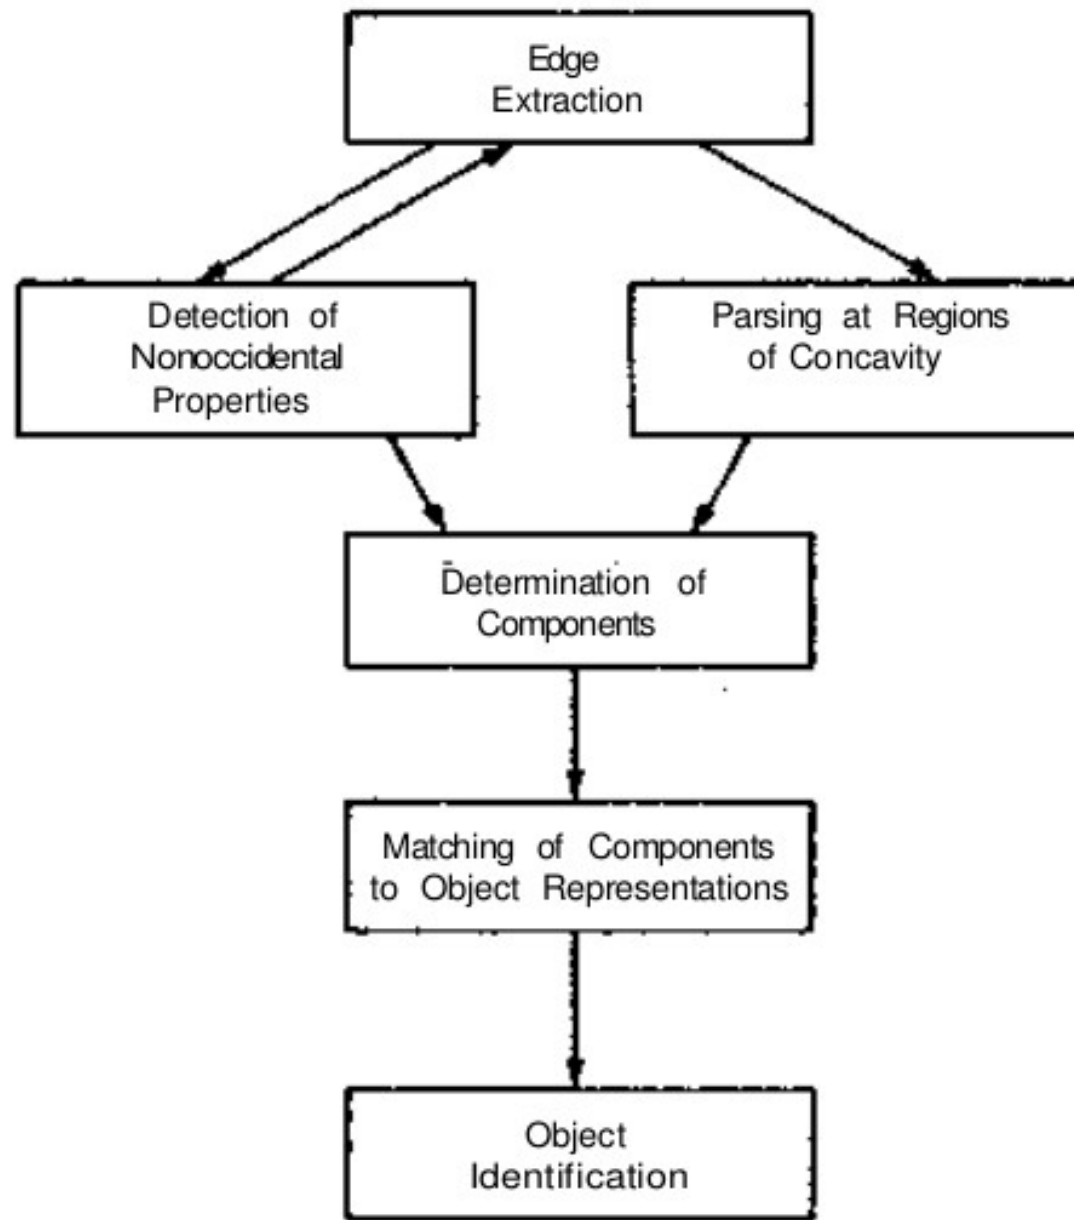 Edge
Extraction
Detection of
Nonoccidental
Properties
Parsing at Regions
of Concavity
Determination of
Components
Matching of Components
to Object Representations
Object
Identification